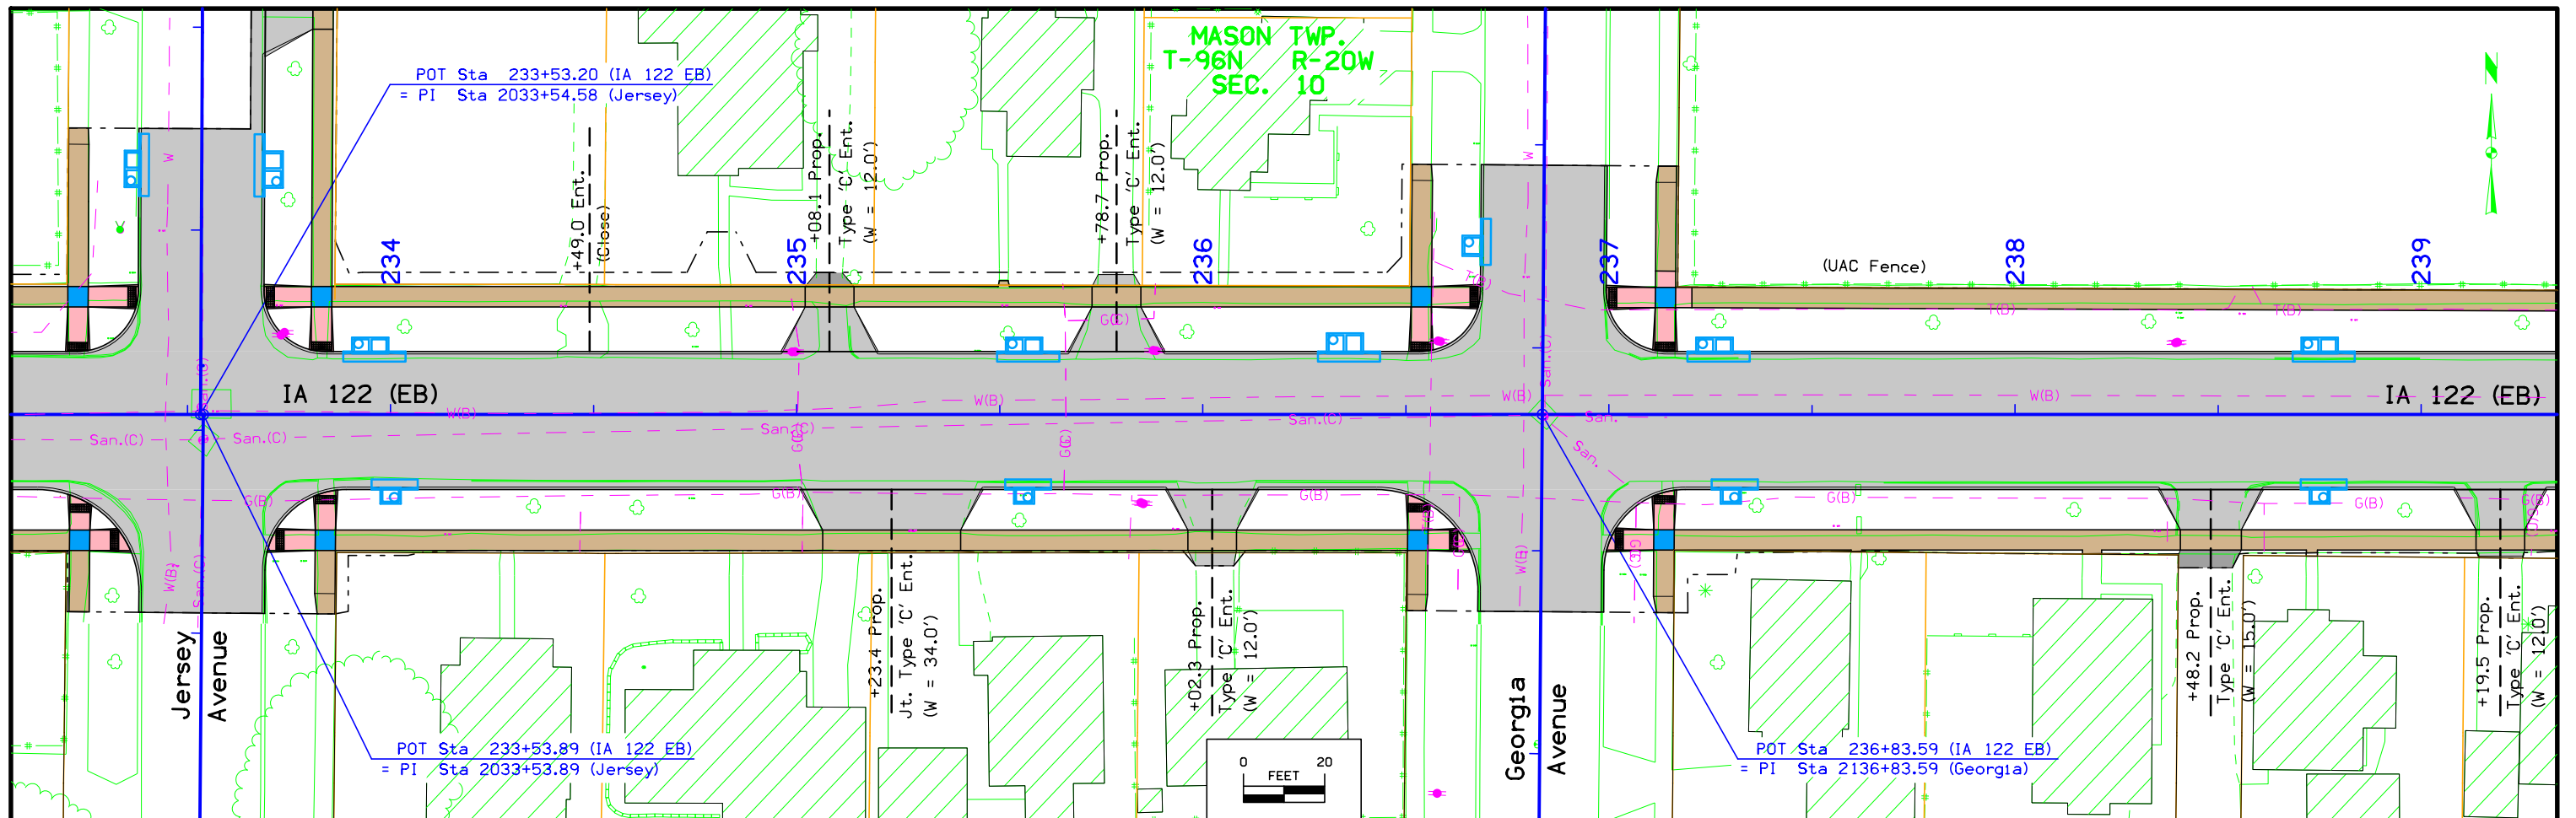 MASON TWP.
T-96N R-20W
SEC. 10
POT Sta 233+53.20 (IA 122 EB)
= PI Sta 2033+54.58 (Jersey)
+49.0 Ent.
(Close)
+08.1 Prop.
Type 'C' Ent.
(W = 12.0')
+78.7 Prop.
Type 'C' Ent.
(W = 12.0')
234
235
236
237
238
239
(UAC Fence)
W
W
T(B)
T(B)
G(C)
IA 122 (EB)
IA 122 (EB)
W(B)
W(B)
W(B)
W(B)
San.(C)
San.(C)
San.(C)
San.(C)
San.
San.
San.(C)
San.(C)
G(C)
G(B)
G(B)
G(B)
G(B)
G(B)
G(B)
W(B)
San.(C)
W(B)
G(C)
Jersey
Avenue
+23.4 Prop.
Jt. Type 'C' Ent.
(W = 34.0')
+02.3 Prop.
Type 'C' Ent.
(W = 12.0')
Georgia
Avenue
+48.2 Prop.
Type 'C' Ent.
(W = 15.0')
+19.5 Prop.
Type 'C' Ent.
(W = 12.0')
POT Sta 233+53.89 (IA 122 EB)
= PI Sta 2033+53.89 (Jersey)
POT Sta 236+83.59 (IA 122 EB)
= PI Sta 2136+83.59 (Georgia)
0 20
FEET
N